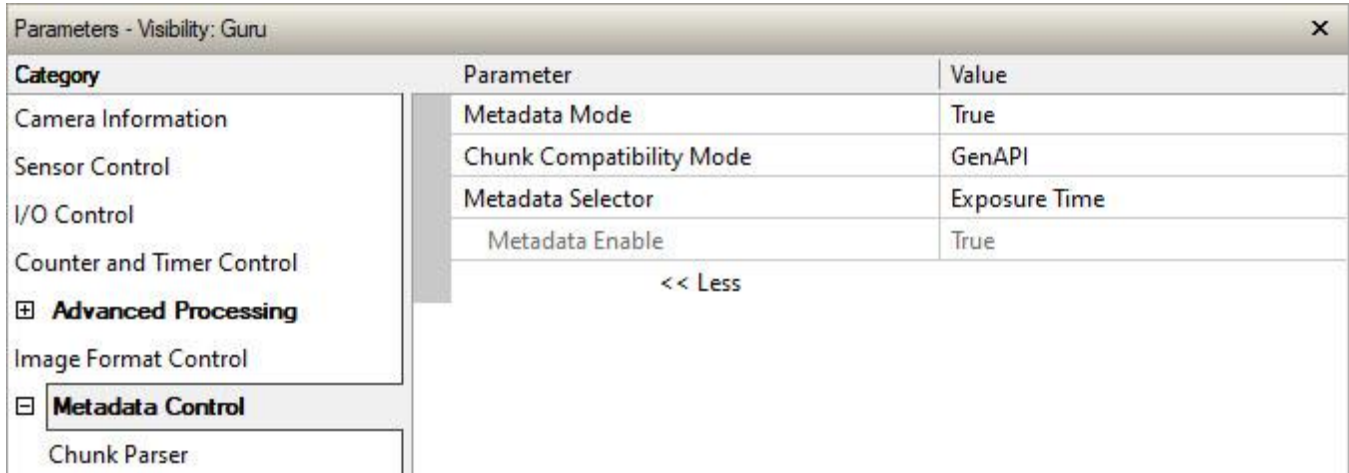 Parameters - Visibility: Guru ×
Category Parameter Value
Camera Information Metadata Mode True
Sensor Control Chunk Compatibility Mode GenAPI
I/O Control Metadata Selector Exposure Time
Counter and Timer Control Metadata Enable True
<< Less
Advanced Processing
Image Format Control
Metadata Control
Chunk Parser